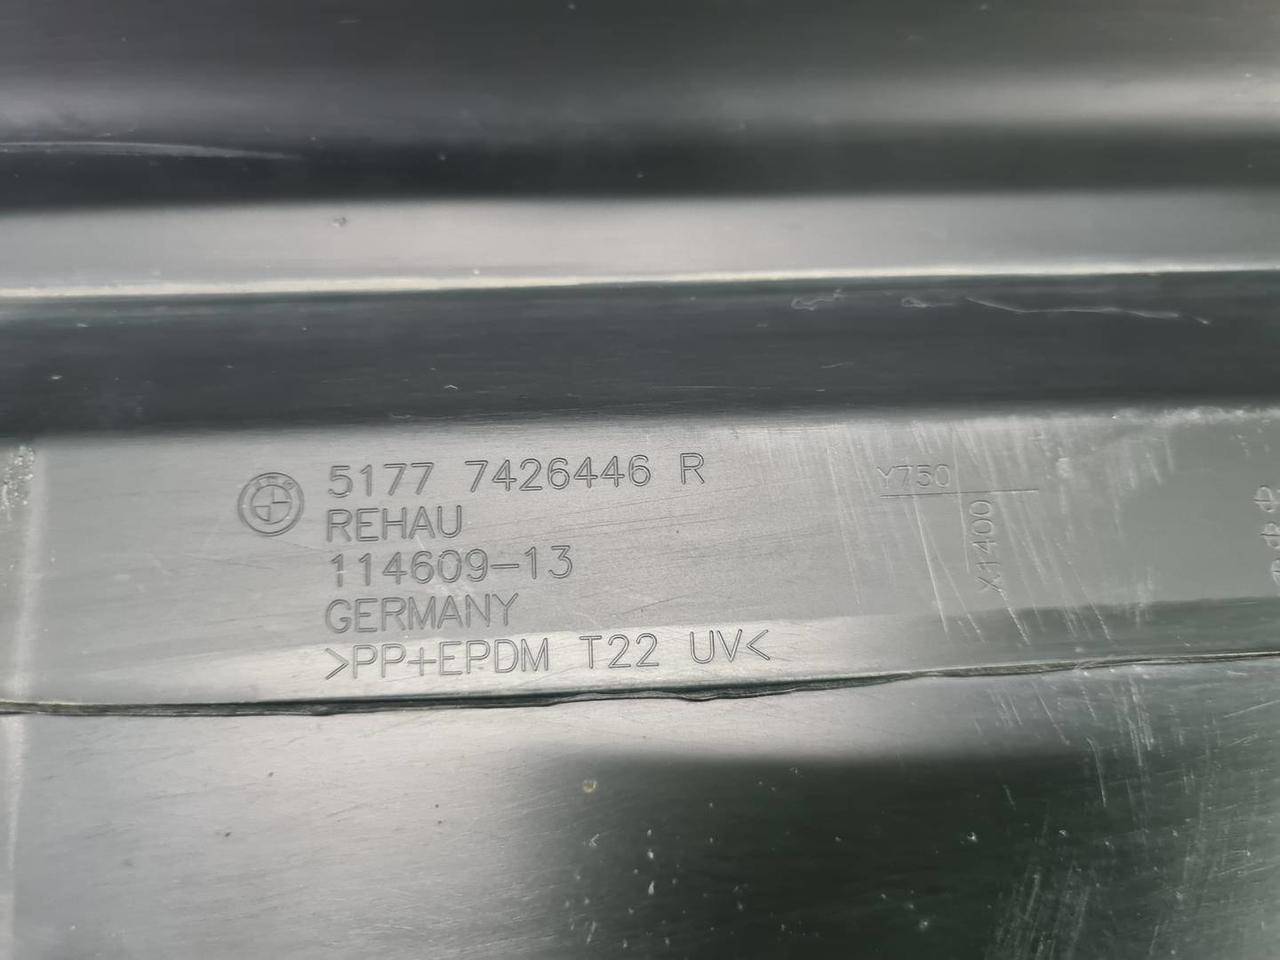 5177 7426446 R
REHAU
114609-13
GERMANY
>PP+EPDM T22 UV<
Y750
X1400